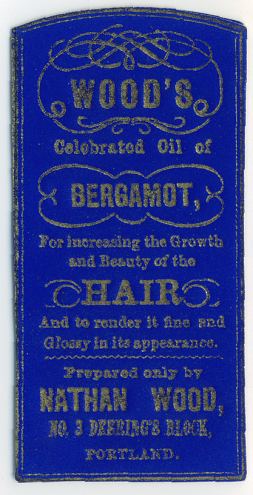 WOOD'S
Celebrated Oil of
BERGAMOT,
For increasing the Growth
and Beauty of the
HAIR
And to render it fine and
Glossy in its appearance.
Prepared only by
NATHAN WOOD,
NO. 3 DEERING'S BLOCK,
PORTLAND.